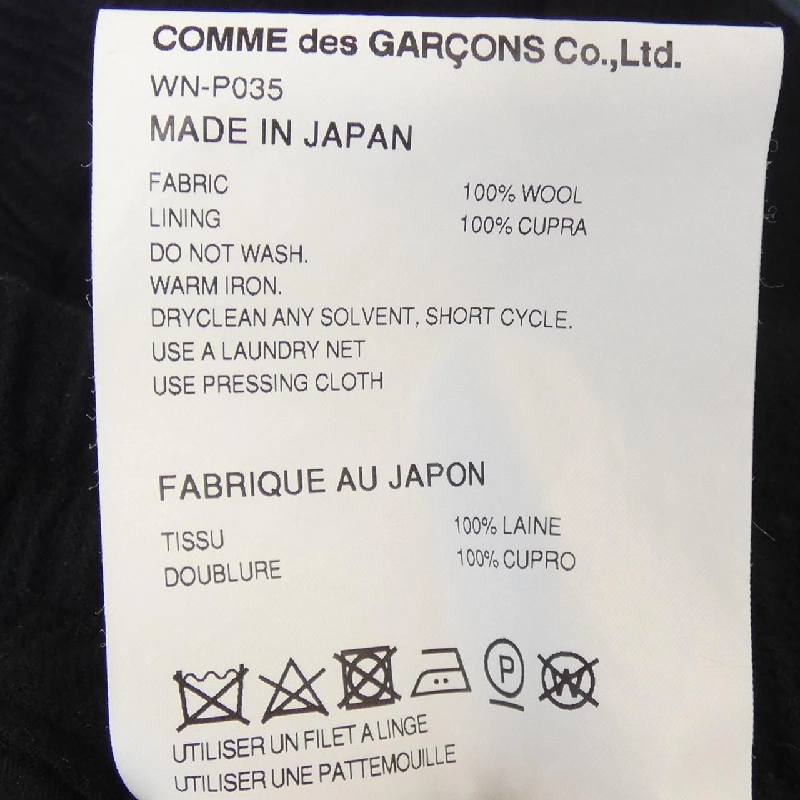 COMME des GARÇONS Co.,Ltd.
WN-P035
MADE IN JAPAN
FABRIC 100% WOOL
LINING 100% CUPRA
DO NOT WASH.
WARM IRON.
DRYCLEAN ANY SOLVENT, SHORT CYCLE.
USE A LAUNDRY NET
USE PRESSING CLOTH
FABRIQUE AU JAPON
TISSU 100% LAINE
DOUBLURE 100% CUPRO
P W
UTILISER UN FILET A LINGE
UTILISER UNE PATTEMOUILLE